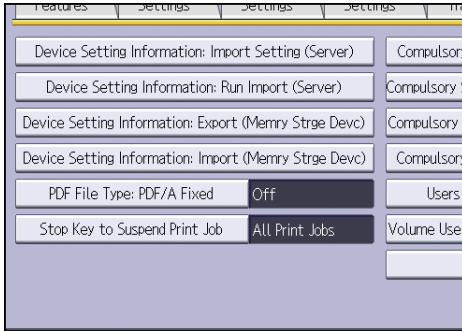 Features Settings Settings Settings
Device Setting Information: Import Setting (Server) Compulsory
Device Setting Information: Run Import (Server) Compulsory
Device Setting Information: Export (Memry Strge Devc) Compulsory
Device Setting Information: Import (Memry Strge Devc) Compulsory
PDF File Type: PDF/A Fixed Off Users
Stop Key to Suspend Print Job All Print Jobs Volume Use